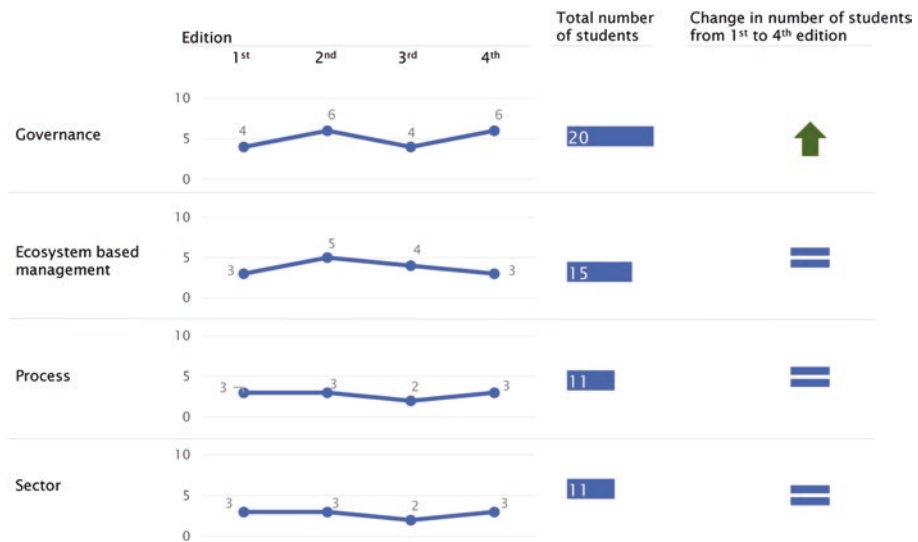 Edition
1st 2nd 3rd 4th
Total number
of students
Change in number of students
from 1st to 4th edition
Governance
10
5
0
4 6 4 6
20
Ecosystem based
management
10
5
0
3 5 4 3
15
Process
10
5
0
3 3 2 3
11
Sector
10
5
0
3 3 2 3
11